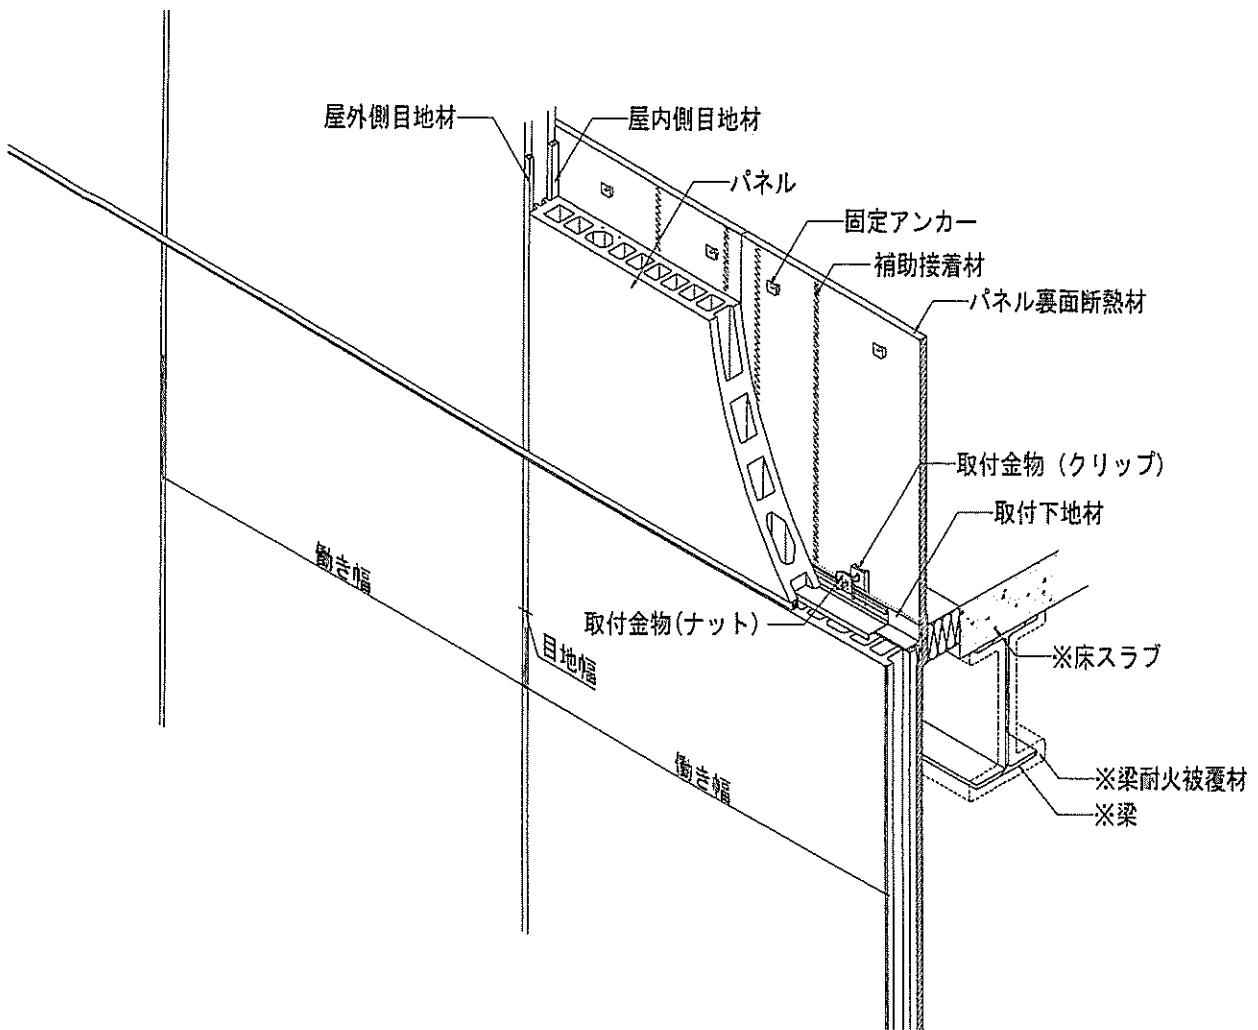 屋外側目地材
屋内側目地材
パネル
固定アンカー
補助接着材
パネル裏面断熱材
取付金物（クリップ）
取付下地材
働き幅
取付金物(ナット)
目地幅
※床スラブ
働き幅
※梁耐火被覆材
※梁